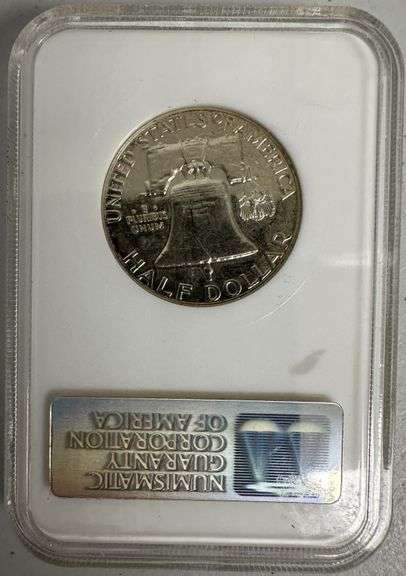 UNITED STATES OF AMERICA
E PLURIBUS
UNUM
HALF DOLLAR
NUMISMATIC
GUARANTY
CORPORATION
OF AMERICA